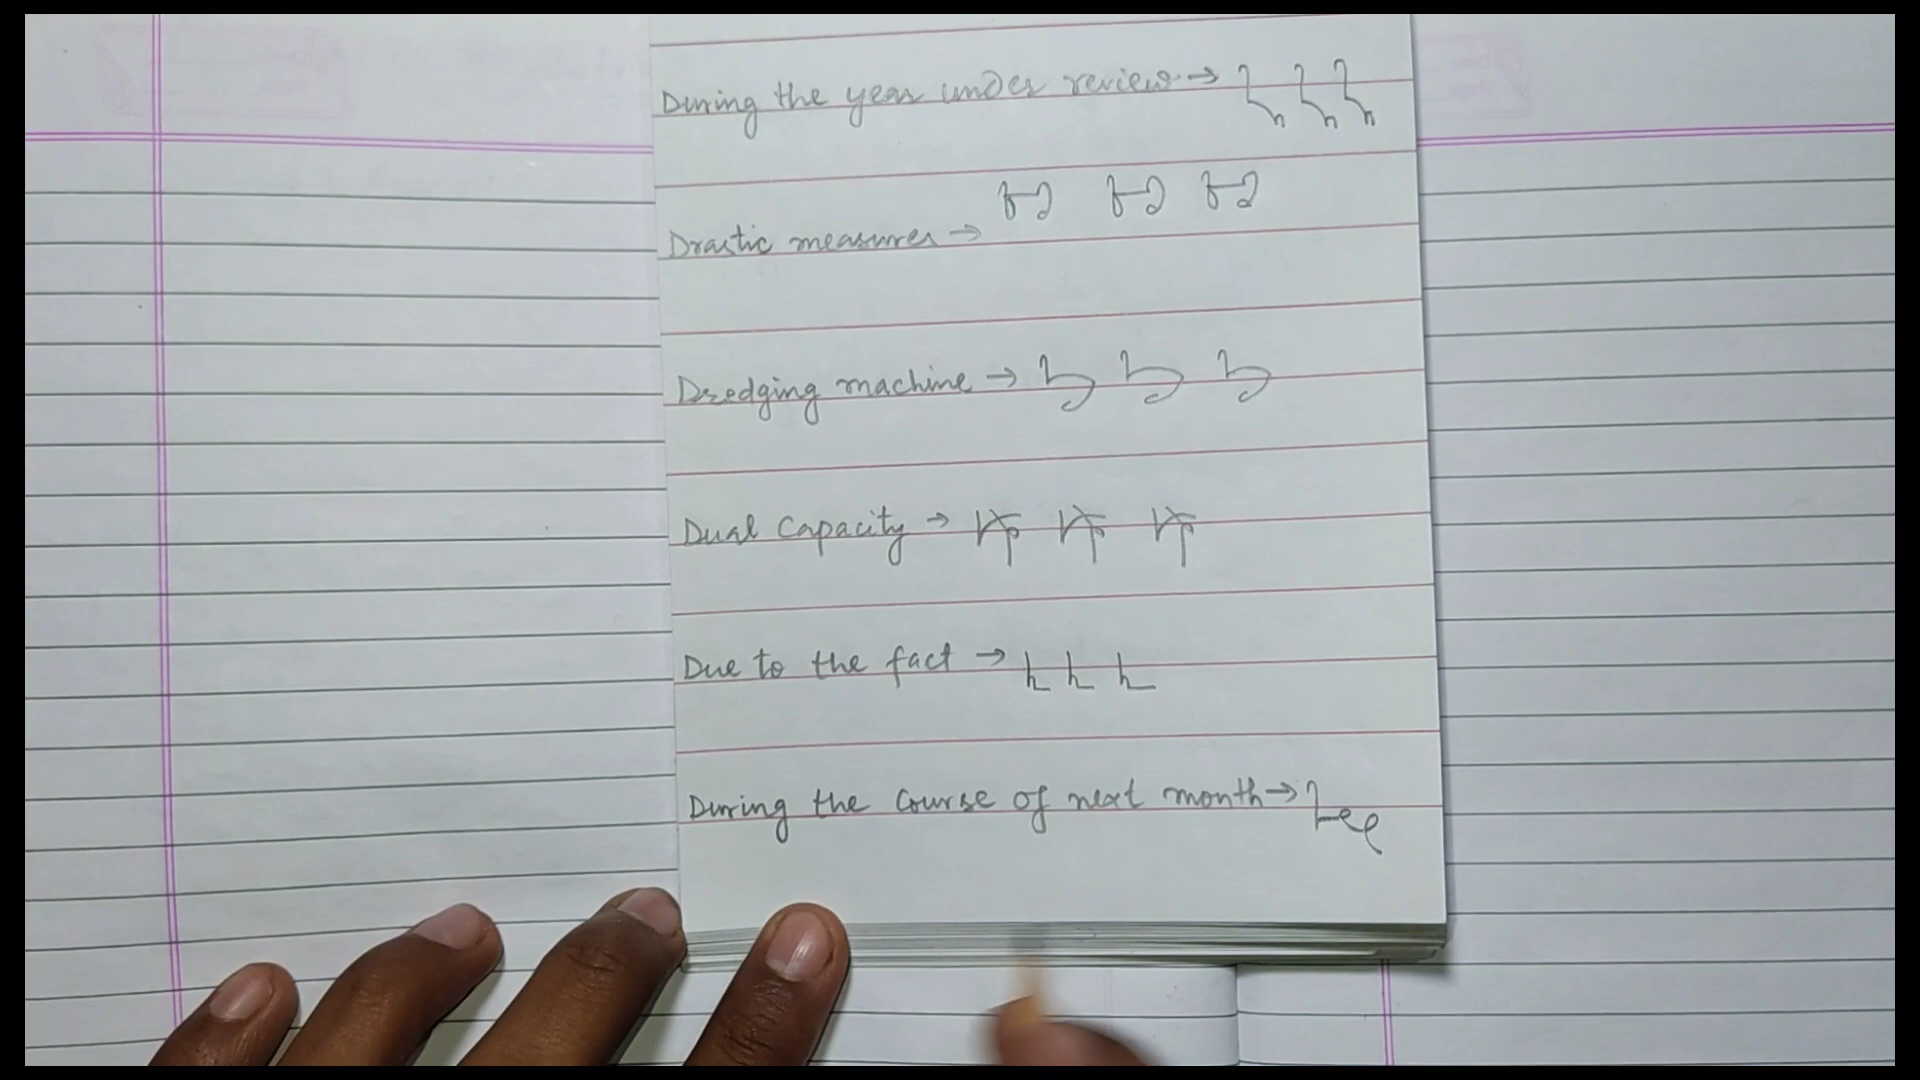 During the year under review →
Drastic measures →
Dredging machine →
Dual Capacity →
Due to the fact →
During the Course of next month →